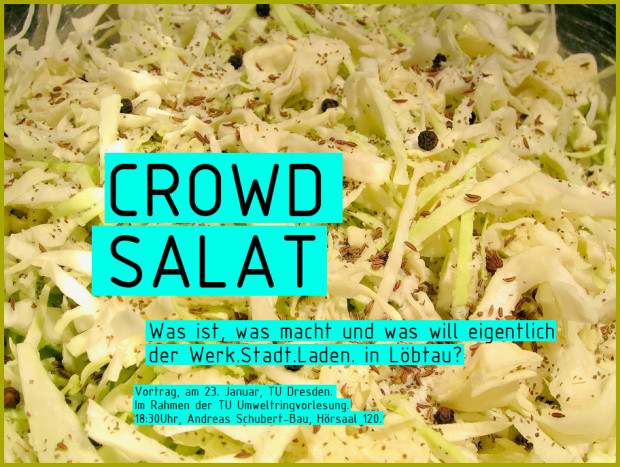 CROWD
SALAT
Was ist, was macht und was will eigentlich
der Werk.Stadt.Laden. in Löbtau?
Vortrag, am 23. Januar, TU Dresden.
Im Rahmen der TU Umweltringvorlesung.
18:30Uhr, Andreas Schubert-Bau, Hörsaal 120.